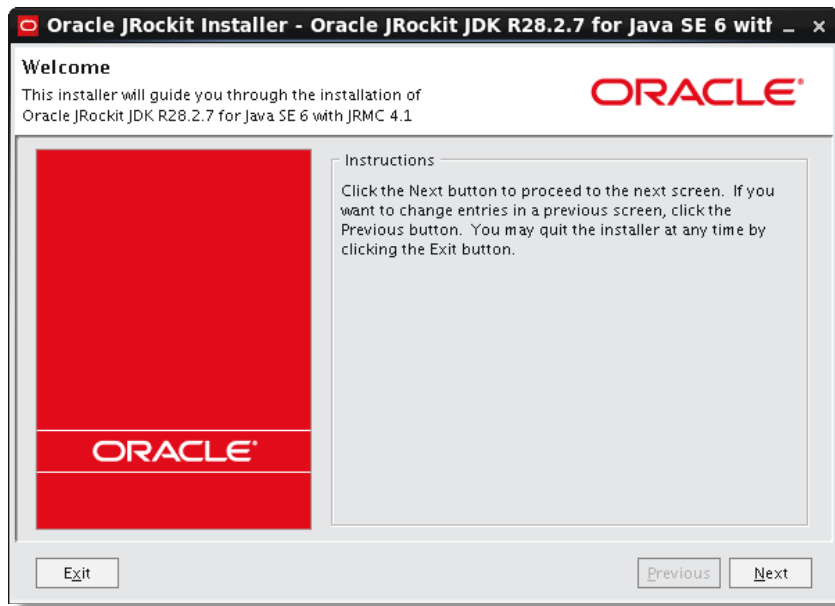 Oracle JRockit Installer - Oracle JRockit JDK R28.2.7 for Java SE 6 with
Welcome
This installer will guide you through the installation of
Oracle JRockit JDK R28.2.7 for Java SE 6 with JRMC 4.1
ORACLE
Instructions
Click the Next button to proceed to the next screen. If you
want to change entries in a previous screen, click the
Previous button. You may quit the installer at any time by
clicking the Exit button.
ORACLE
Exit
Previous
Next